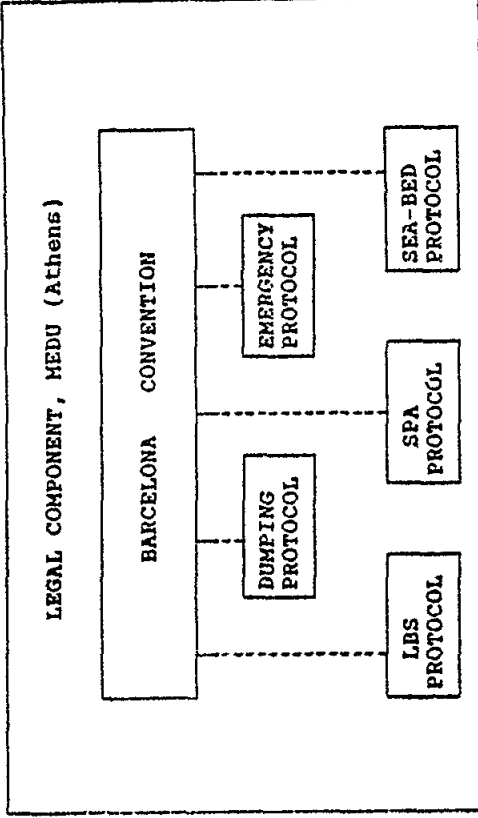 LEGAL COMPONENT, MEDU (Athens)
BARCELONA CONVENTION
DUMPING
PROTOCOL
EMERGENCY
PROTOCOL
LBS
PROTOCOL
SPA
PROTOCOL
SEA-BED
PROTOCOL